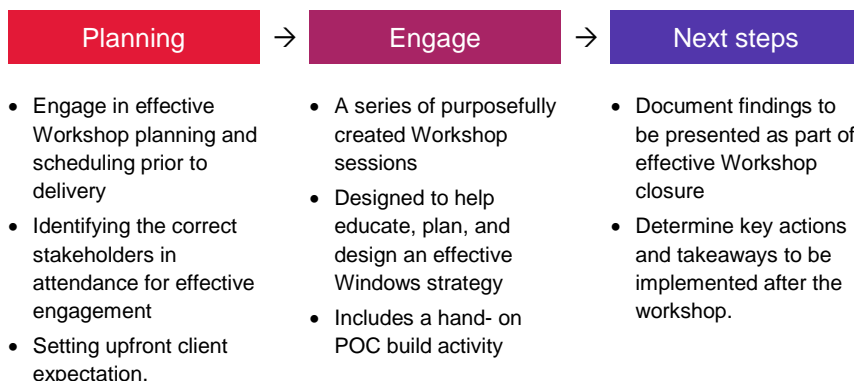 Planning → Engage → Next steps
• Engage in effective
Workshop planning and
scheduling prior to
delivery
• Identifying the correct
stakeholders in
attendance for effective
engagement
• Setting upfront client
expectation.
• A series of purposefully
created Workshop
sessions
• Designed to help
educate, plan, and
design an effective
Windows strategy
• Includes a hand- on
POC build activity
• Document findings to
be presented as part of
effective Workshop
closure
• Determine key actions
and takeaways to be
implemented after the
workshop.